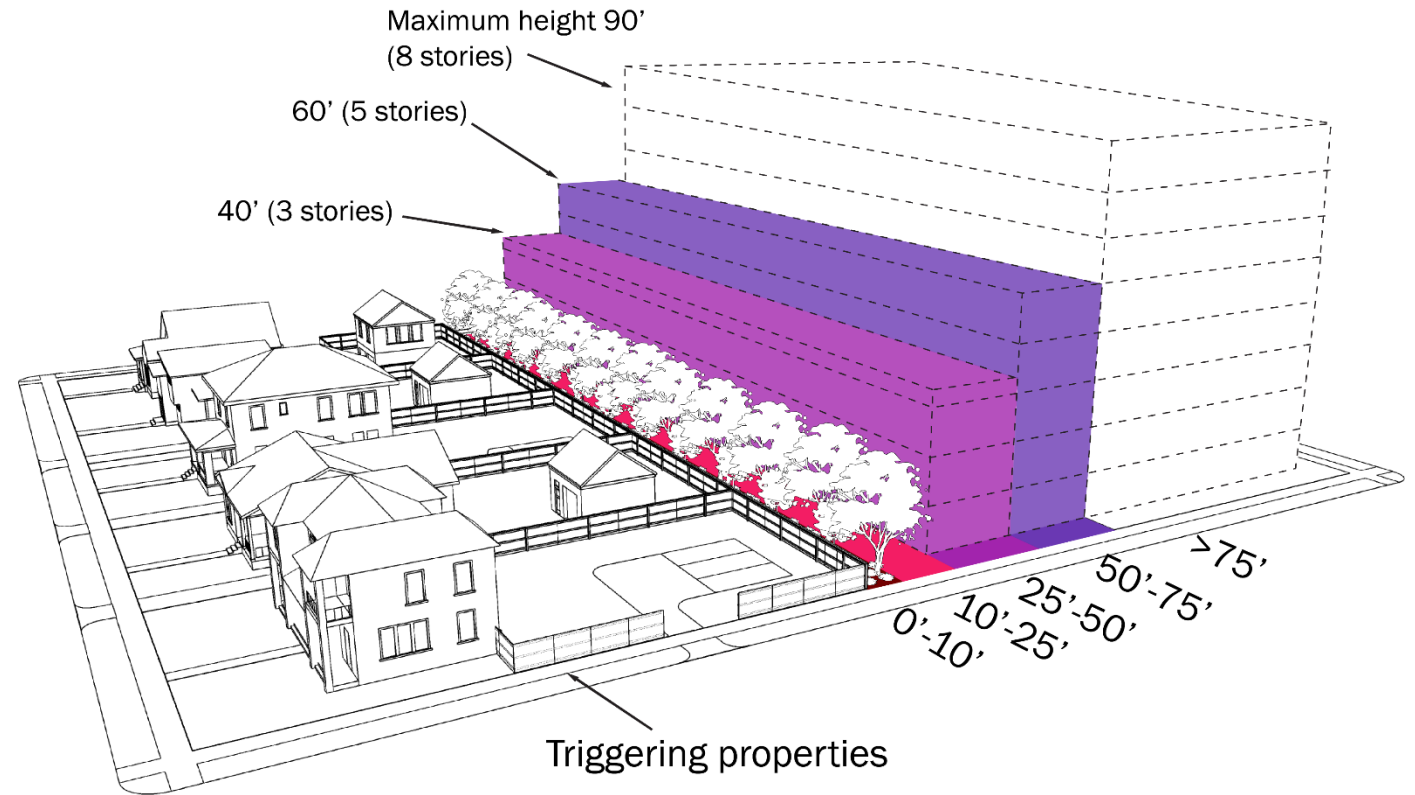 Maximum height 90’
(8 stories)
60’ (5 stories)
40’ (3 stories)
>75’
50’-75’
25’-50’
10’-25’
0’-10’
Triggering properties